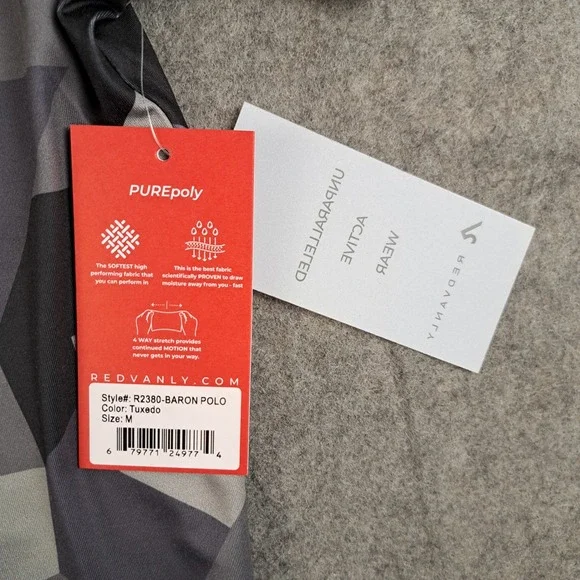 PUREpoly
The SOFTEST high
performing fabric that
you can perform in
This is the best fabric
scientifically PROVEN to draw
moisture away from you - fast
4 WAY stretch provides
continued MOTION that
never gets in your way.
REDVANLY.COM
Style#: R2380-BARON POLO
Color: Tuxedo
Size: M
6 79771 24977 4
UNPARALLELED
ACTIVE
WEAR
REDVANLY